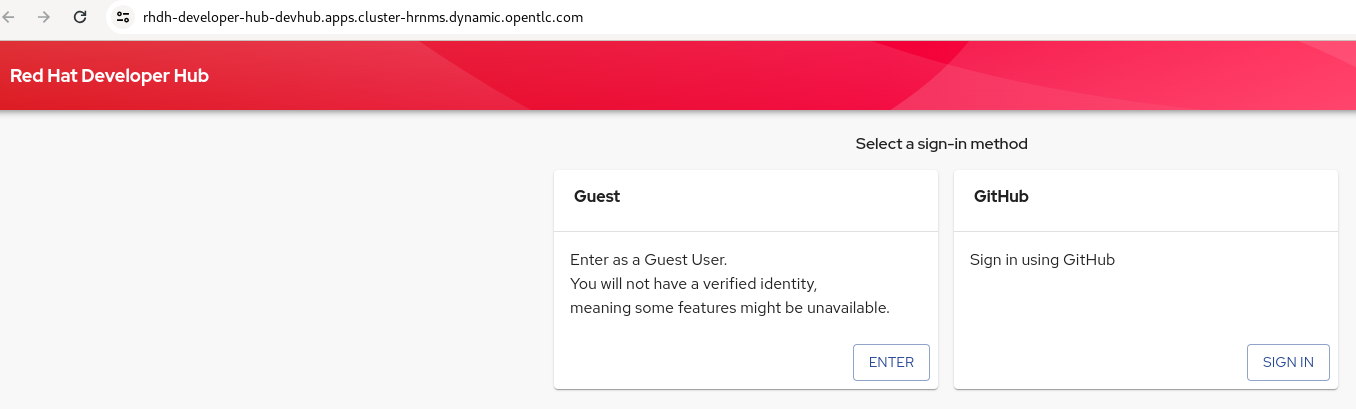 rhdh-developer-hub-devhub.apps.cluster-hrnms.dynamic.opentlc.com
Red Hat Developer Hub
Select a sign-in method
Guest
Enter as a Guest User.
You will not have a verified identity,
meaning some features might be unavailable.
ENTER
GitHub
Sign in using GitHub
SIGN IN